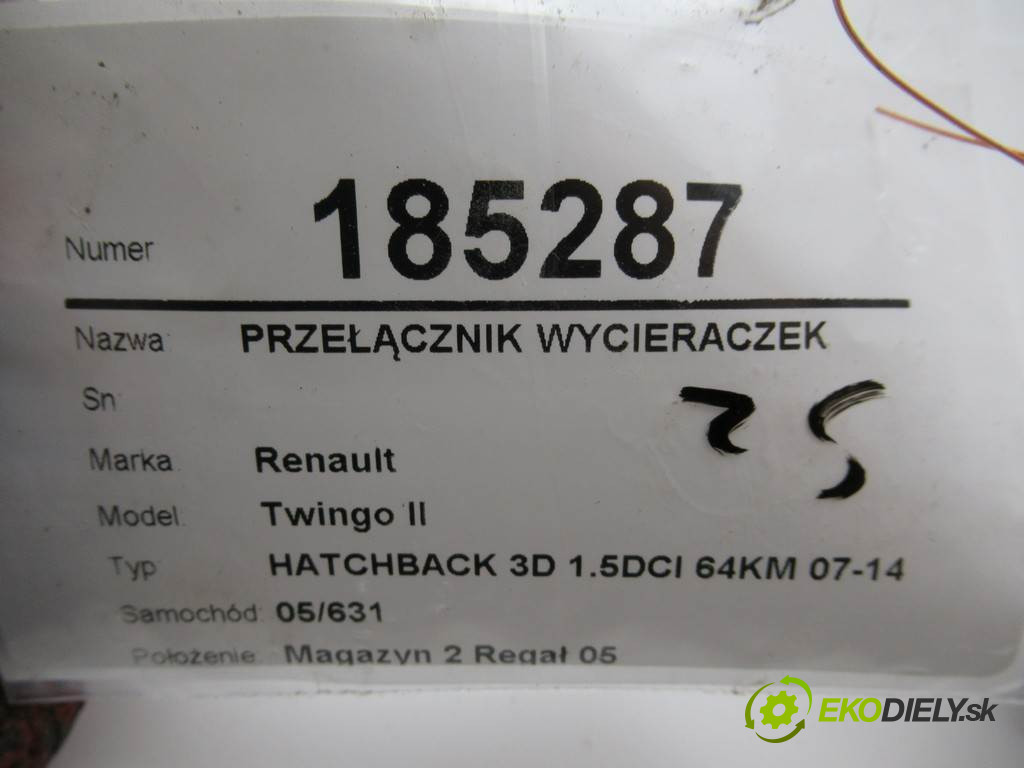 Numer 185287
Nazwa: PRZEŁĄCZNIK WYCIERACZEK
Sn
25
Marka: Renault
Model: Twingo II
Typ HATCHBACK 3D 1.5DCI 64KM 07-14
Samochód: 05/631
Położenie: Magazyn 2 Regał 05
EKODIELY.sk